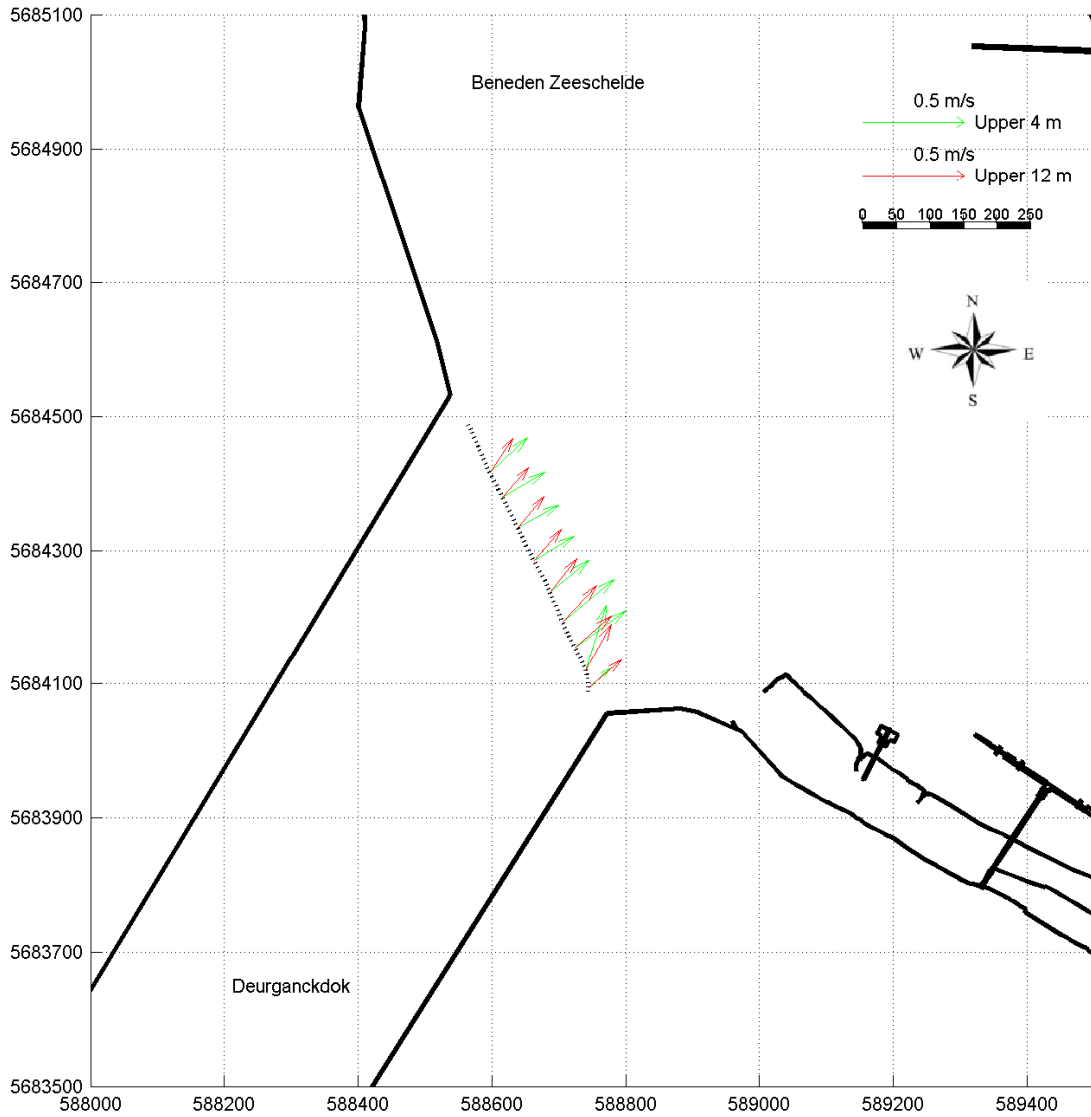 5685100
Beneden Zeeschelde
0.5 m/s
Upper 4 m
5684900
0.5 m/s
Upper 12 m
0 50 100 150 200 250
5684700
N
W E
S
5684500
5684300
5684100
5683900
5683700
Deurganckdok
5683500
588000 588200 588400 588600 588800 589000 589200 589400